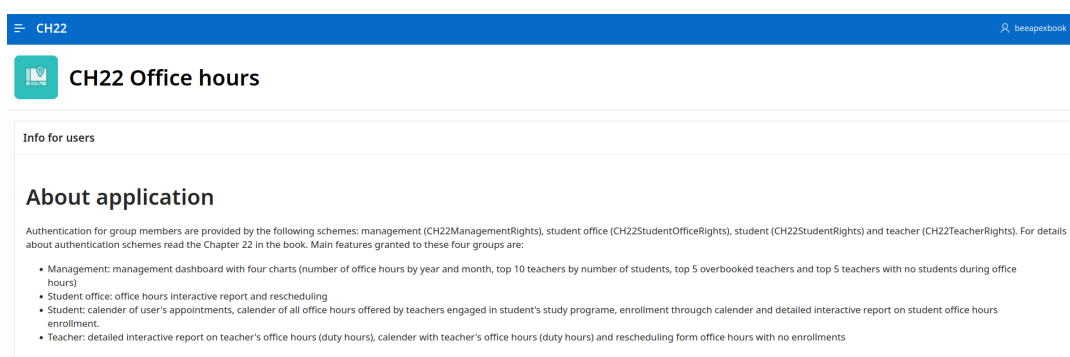 CH22
beeapexbook
CH22 Office hours
Info for users
About application
Authentication for group members are provided by the following schemes: management (CH22ManagementRights), student office (CH22StudentOfficeRights), student (CH22StudentRights) and teacher (CH22TeacherRights). For details
about authentication schemes read the Chapter 22 in the book. Main features granted to these four groups are:
• Management: management dashboard with four charts (number of office hours by year and month, top 10 teachers by number of students, top 5 overbooked teachers and top 5 teachers with no students during office
hours)
• Student office: office hours interactive report and rescheduling
• Student: calender of user's appointments, calender of all office hours offered by teachers engaged in student's study programe, enrollment througch calender and detailed interactive report on student office hours
enrollment.
• Teacher: detailed interactive report on teacher's office hours (duty hours), calender with teacher's office hours (duty hours) and rescheduling form office hours with no enrollments